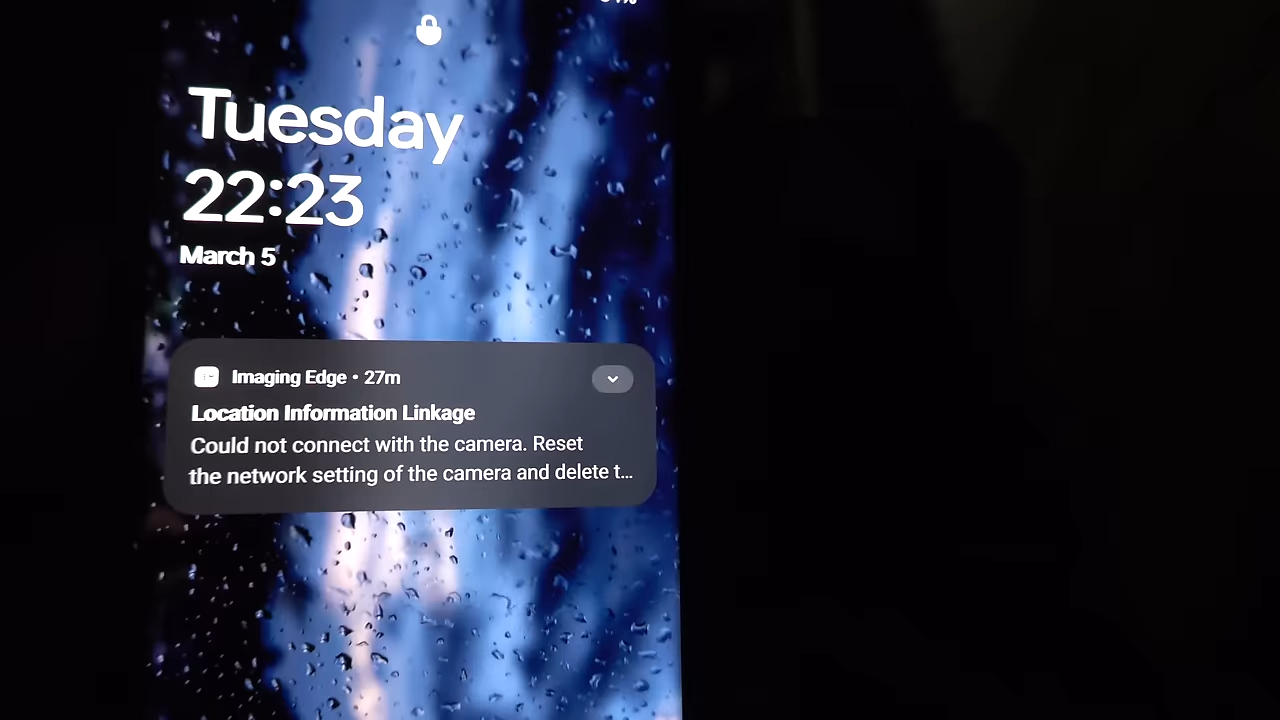 Tuesday
22:23
March 5
Imaging Edge • 27m
Location Information Linkage
Could not connect with the camera. Reset
the network setting of the camera and delete t...